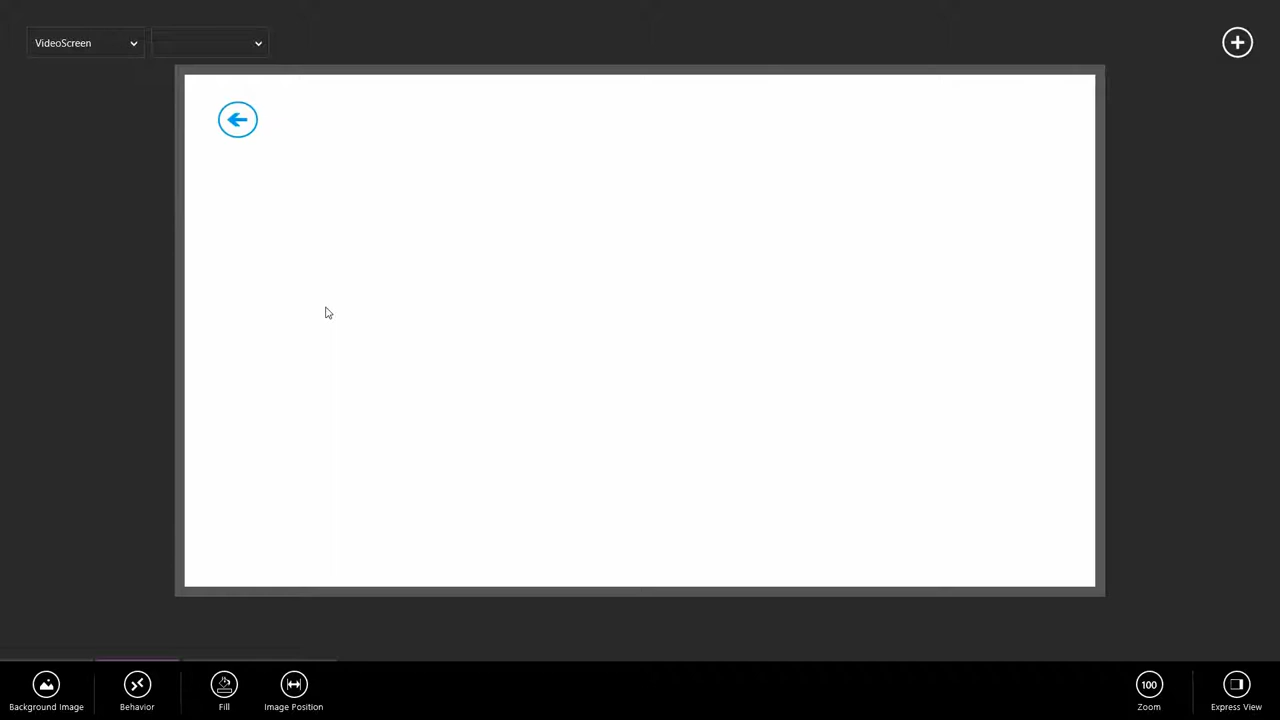 VideoScreen
Background Image
Behavior
Fill
Image Position
100
Zoom
Express View